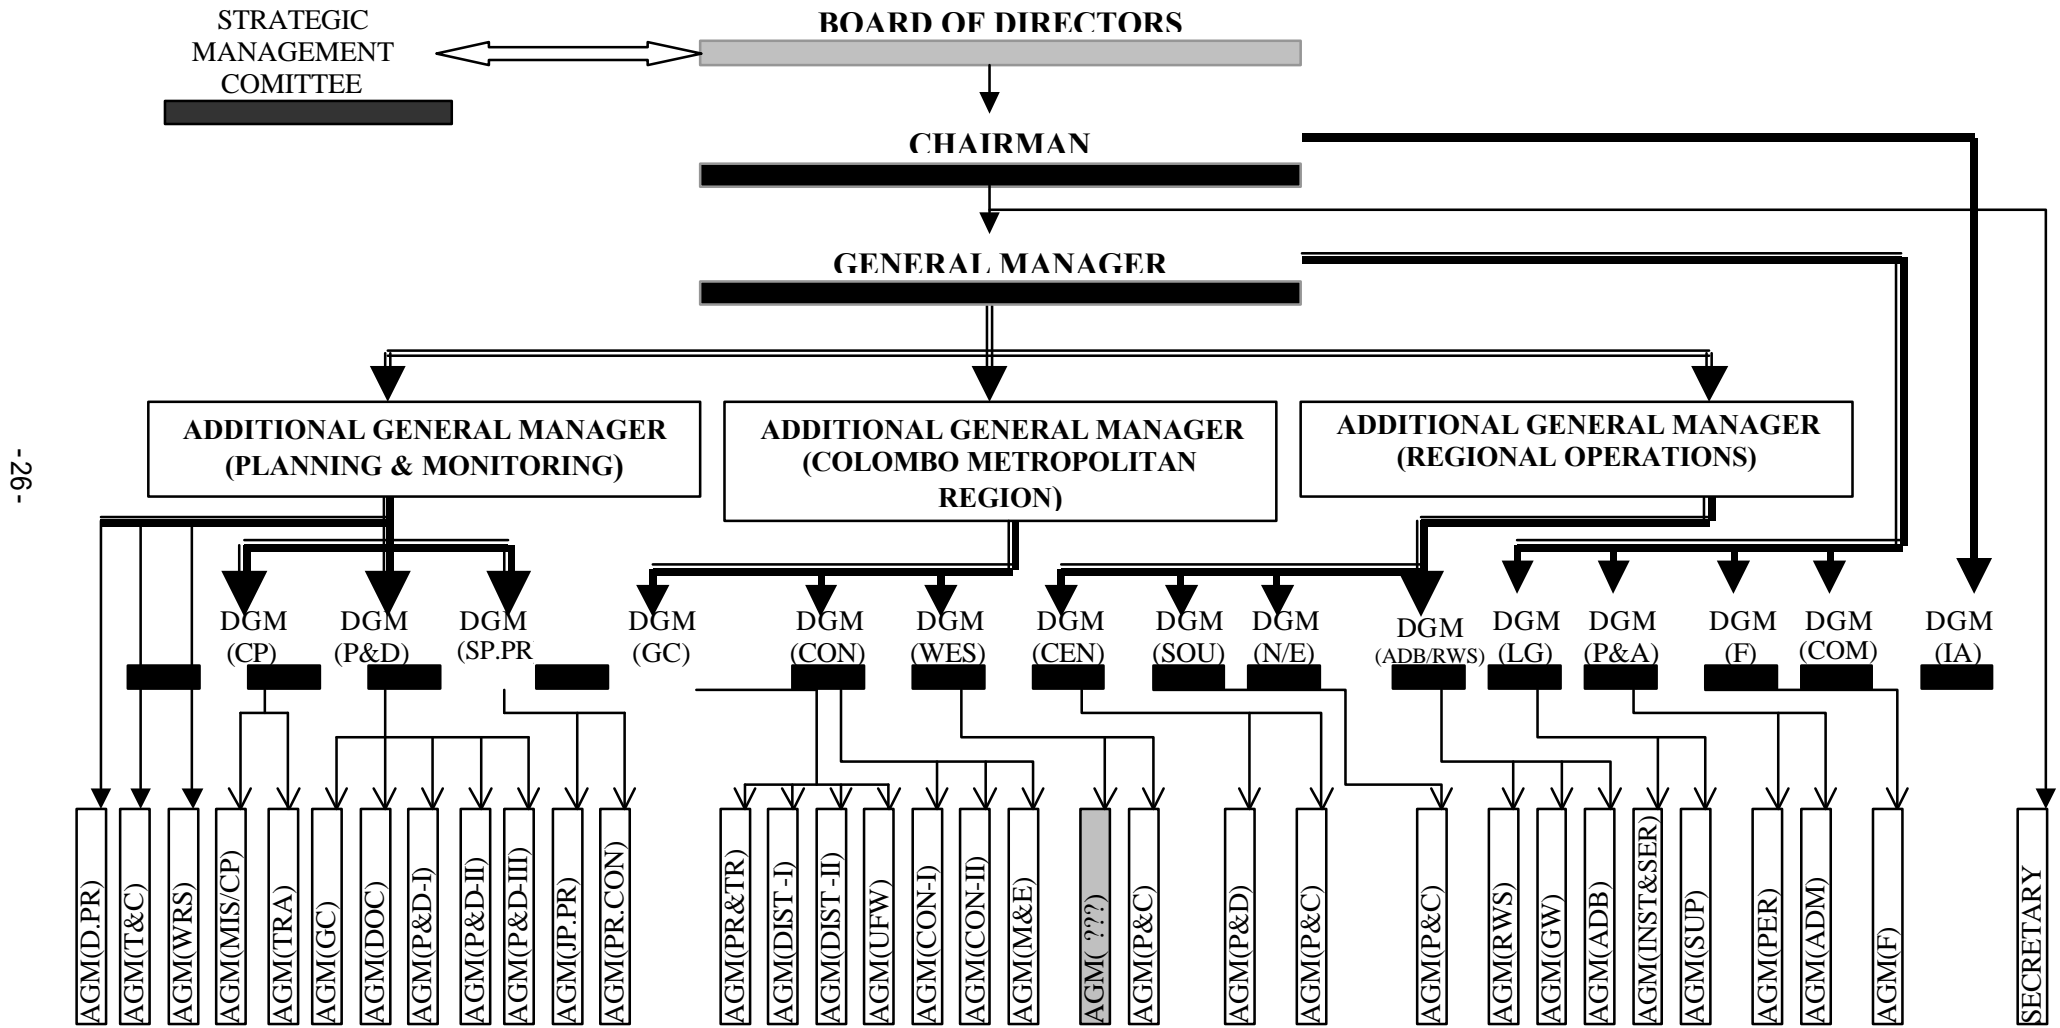 STRATEGIC
MANAGEMENT
COMITTEE
BOARD OF DIRECTORS
CHAIRMAN
GENERAL MANAGER
ADDITIONAL GENERAL MANAGER
(PLANNING & MONITORING)
ADDITIONAL GENERAL MANAGER
(COLOMBO METROPOLITAN
REGION)
ADDITIONAL GENERAL MANAGER
(REGIONAL OPERATIONS)
-26-
DGM
(CP)
DGM
(P&D)
DGM
(SP.PR
DGM
(GC)
DGM
(CON)
DGM
(WES)
DGM
(CEN)
DGM
(SOU)
DGM
(N/E)
DGM
(ADB/RWS)
DGM
(LG)
DGM
(P&A)
DGM
(F)
DGM
(COM)
DGM
(IA)
AGM(D.PR)
AGM(T&C)
AGM(WRS)
AGM(MIS/CP)
AGM(TRA)
AGM(GC)
AGM(DOC)
AGM(P&D-I)
AGM(P&D-II)
AGM(P&D-III)
AGM(JP.PR)
AGM(PR.CON)
AGM(PR&TR)
AGM(DIST-I)
AGM(DIST-II)
AGM(UFW)
AGM(CON-I)
AGM(CON-II)
AGM(M&E)
AGM( ???)
AGM(P&C)
AGM(P&D)
AGM(P&C)
AGM(P&C)
AGM(RWS)
AGM(GW)
AGM(ADB)
AGM(INST&SER)
AGM(SUP)
AGM(PER)
AGM(ADM)
AGM(F)
SECRETARY